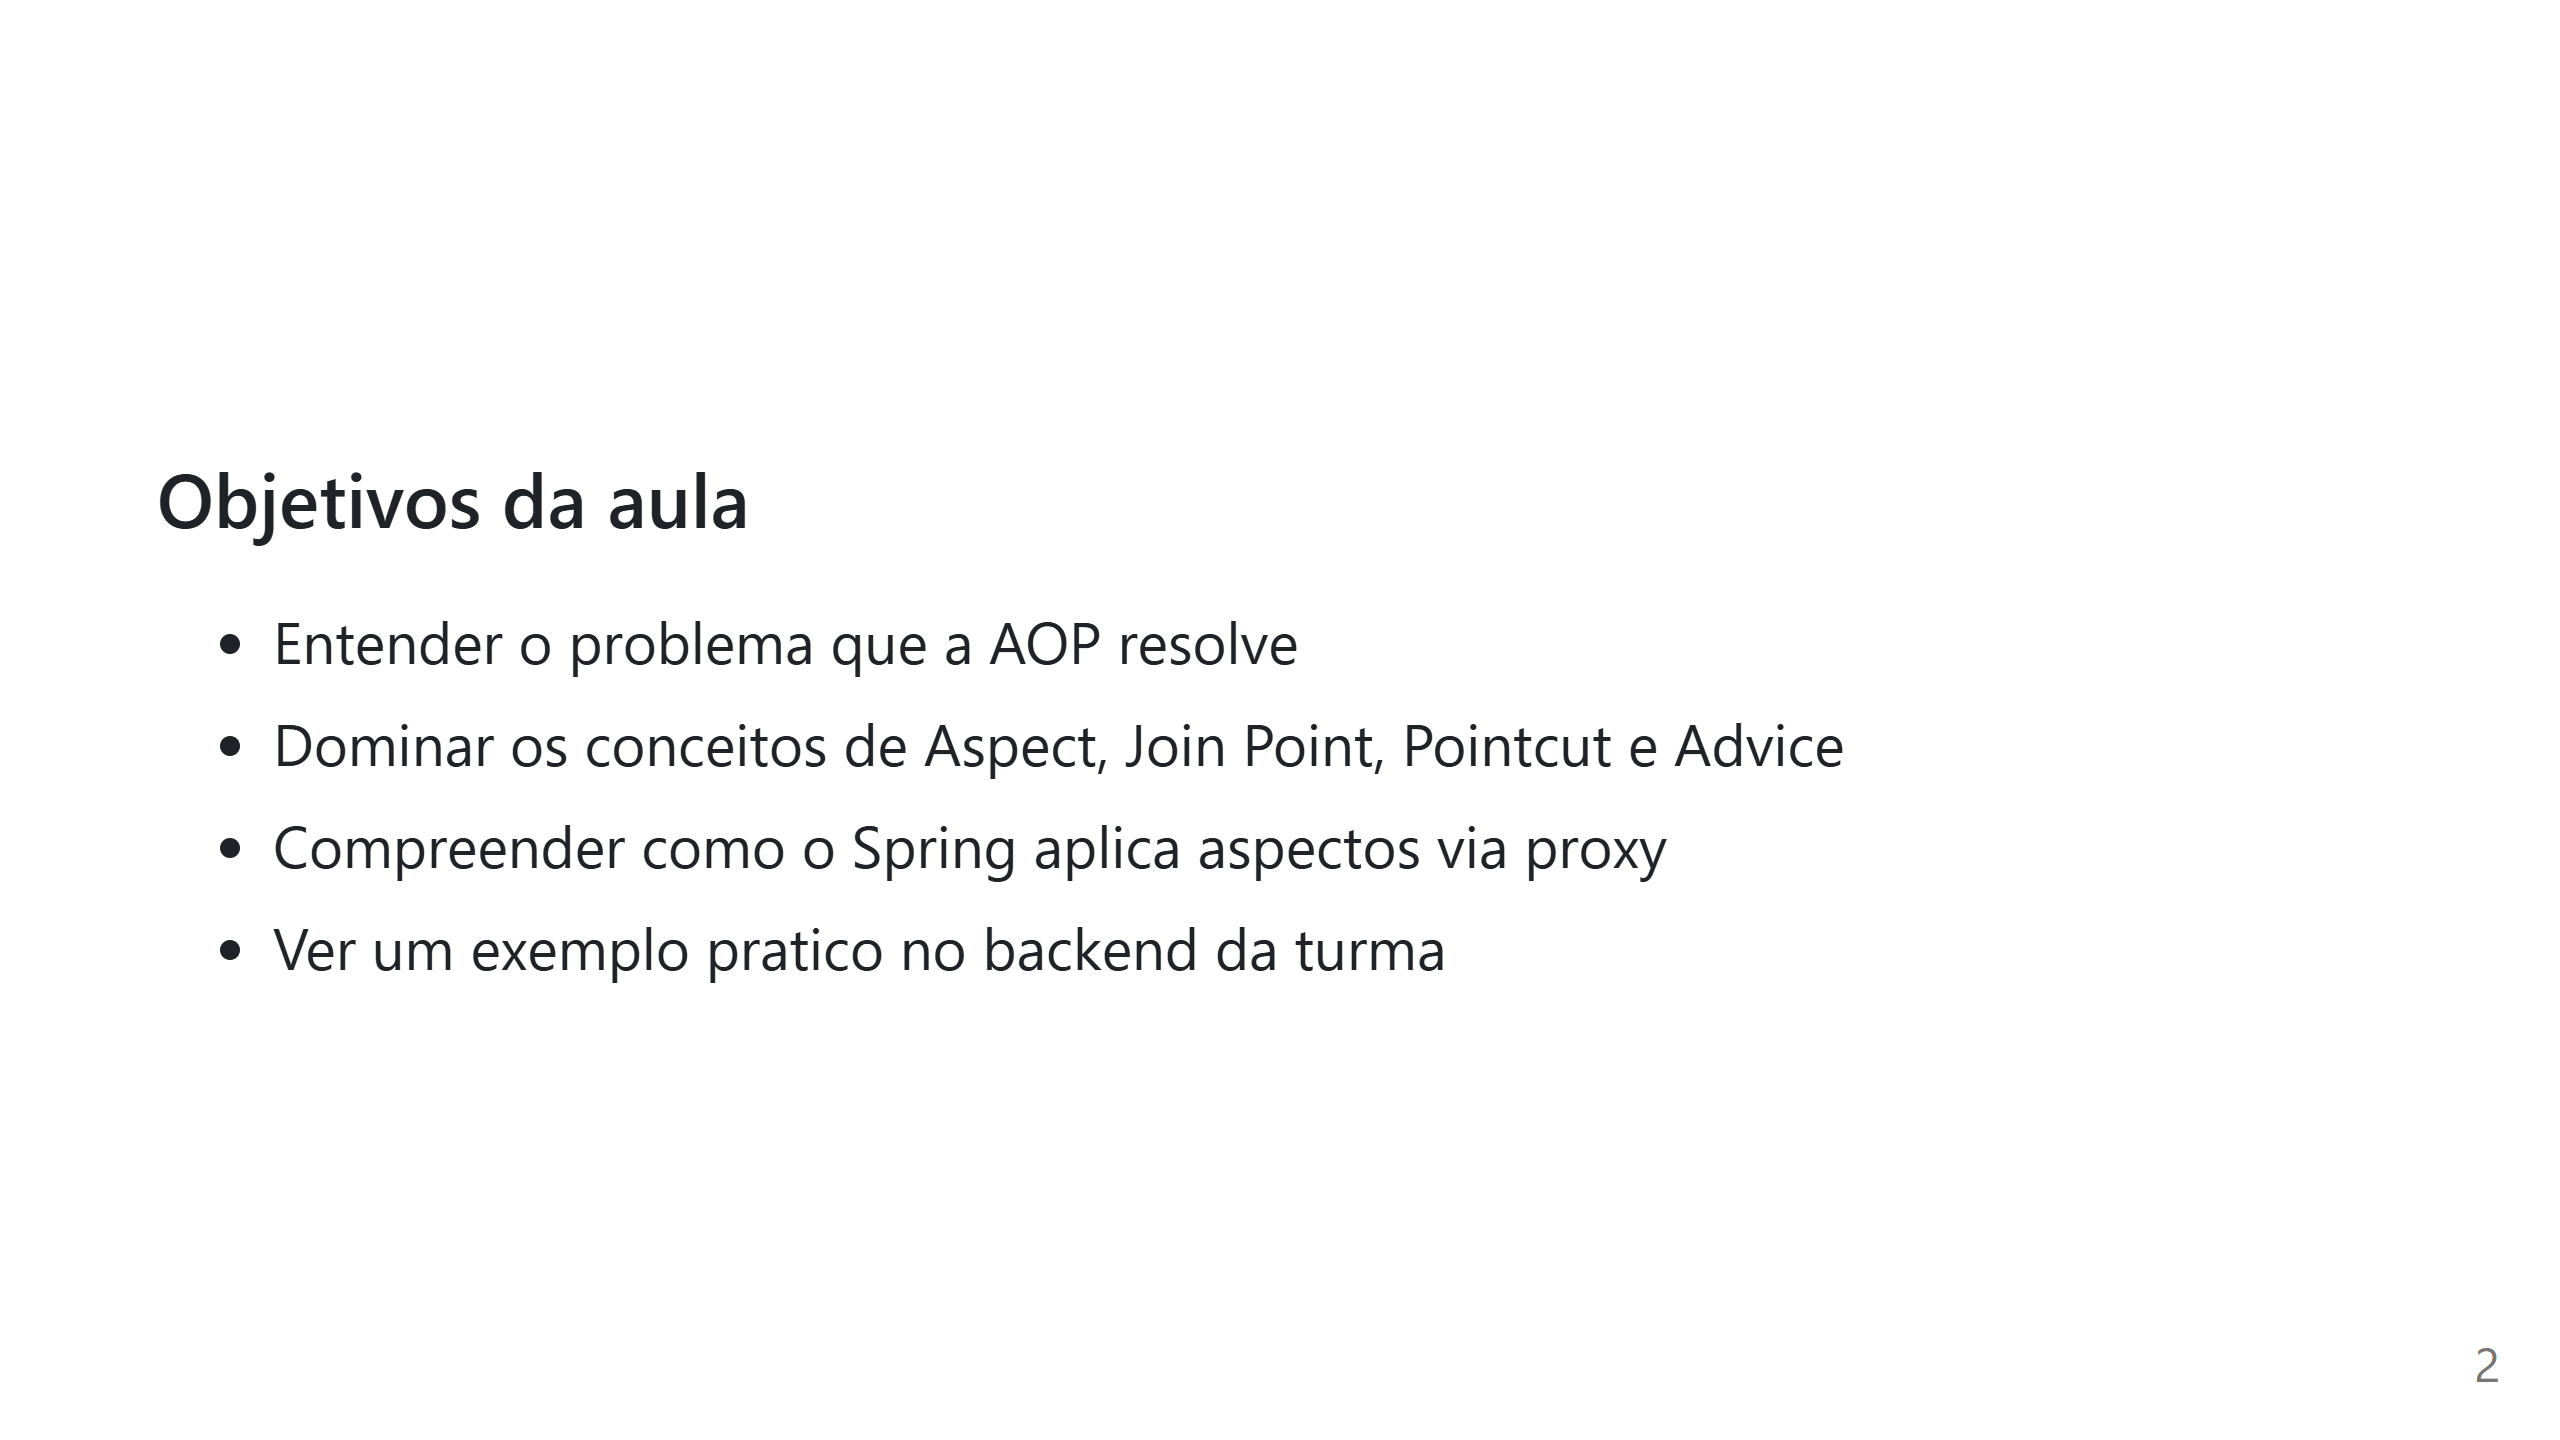 Objetivos da aula
• Entender o problema que a AOP resolve
• Dominar os conceitos de Aspect, Join Point, Pointcut e Advice
• Compreender como o Spring aplica aspectos via proxy
• Ver um exemplo pratico no backend da turma
2